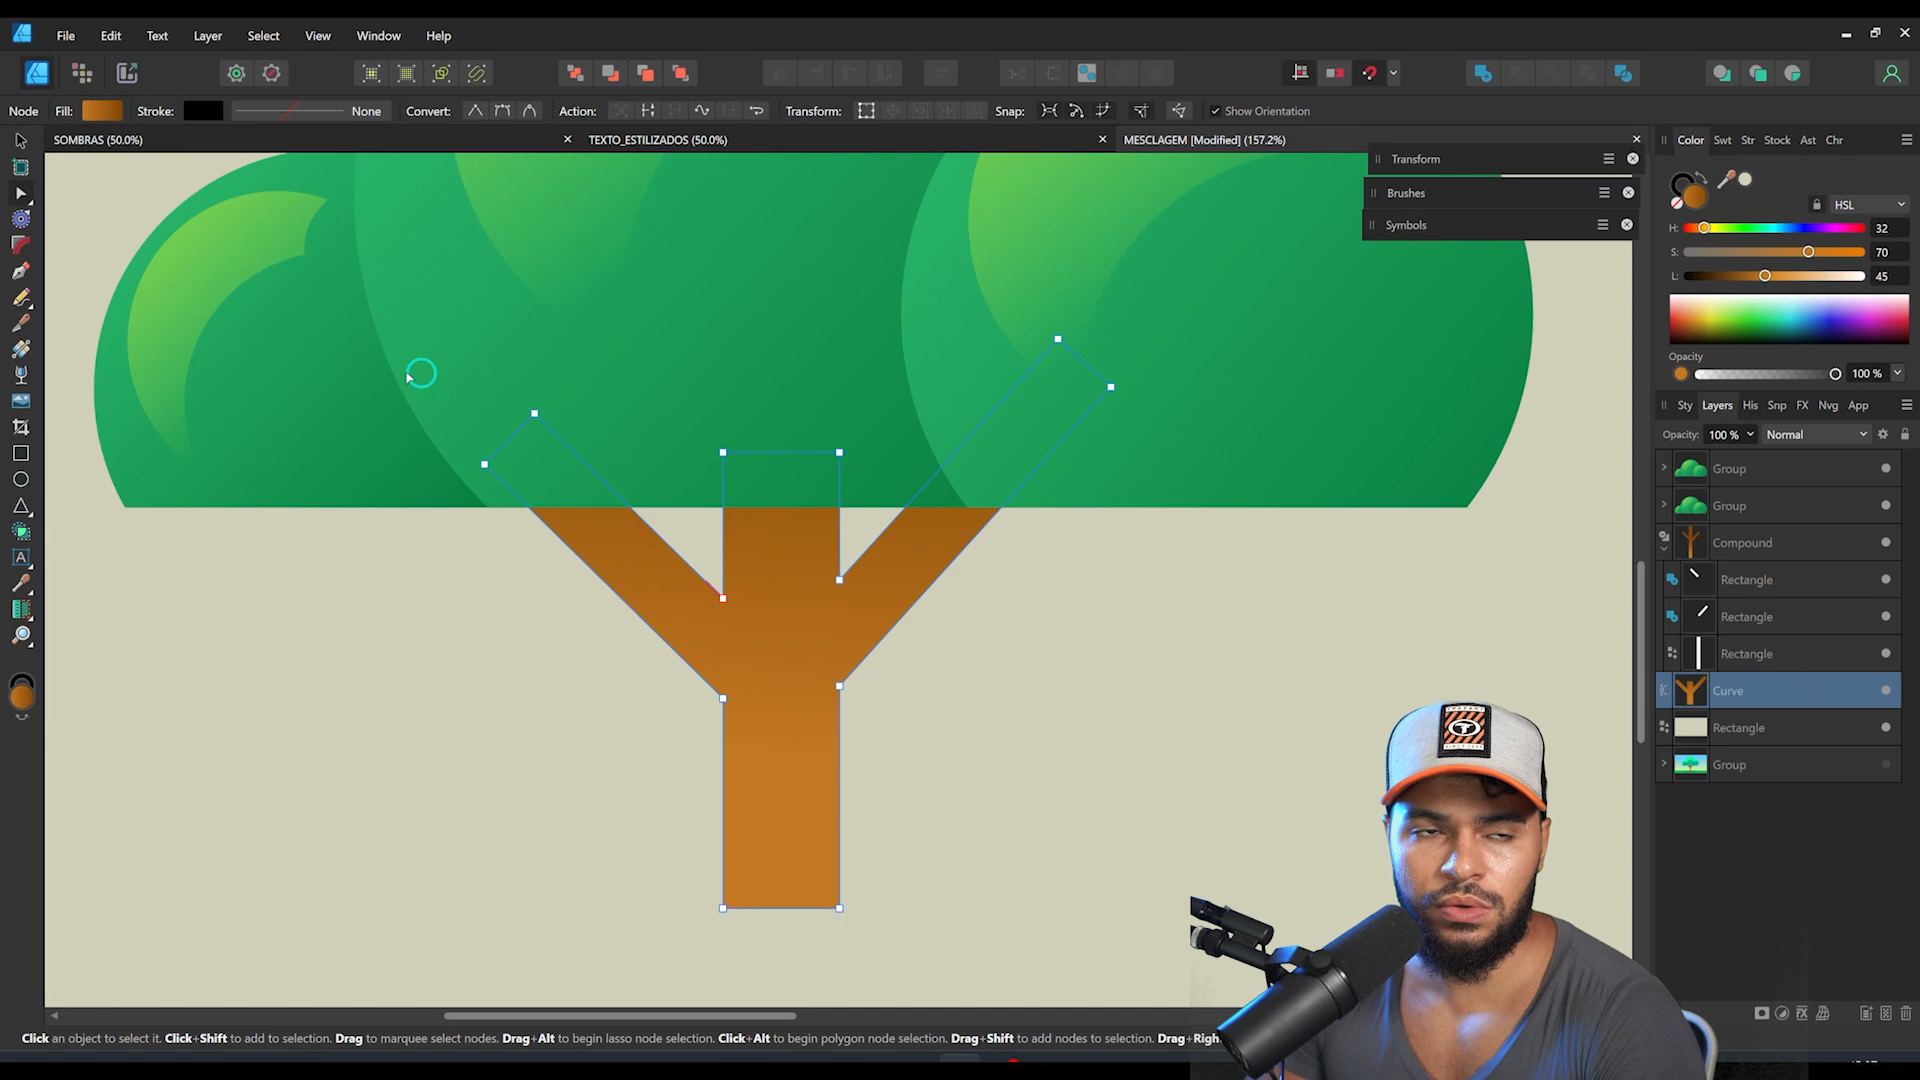 File Edit Text Layer Select View Window Help
Node Fill: Stroke: None Convert: Action: Transform: Snap: Show Orientation
SOMBRAS (50.0%) TEXTO_ESTILIZADOS (50.0%) MESCLAGEM [Modified] (157.2%)
Transform
Brushes
Symbols
Color Swt Str Stock Ast Chr
HSL
H: 32
S: 70
L: 45
Opacity
100 %
Sty Layers His Snp FX Nvg App
Opacity: 100 % Normal
Group
Group
Compound
Rectangle
Rectangle
Rectangle
Curve
Rectangle
Group
Click an object to select it. Click+Shift to add to selection. Drag to marquee select nodes. Drag+Alt to begin lasso node selection. Click+Alt to begin polygon node selection. Drag+Shift to add nodes to selection. Drag+Righ